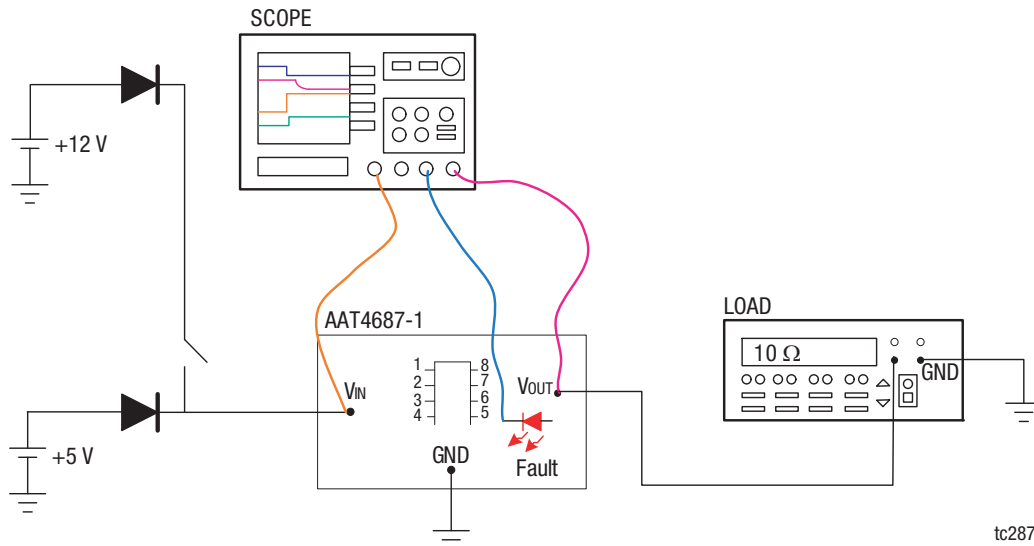 SCOPE
+12 V
AAT4687-1
1 8
2 7
3 6
4 5
VIN
VOUT
GND
Fault
+5 V
LOAD
10 Ω
GND
tc287